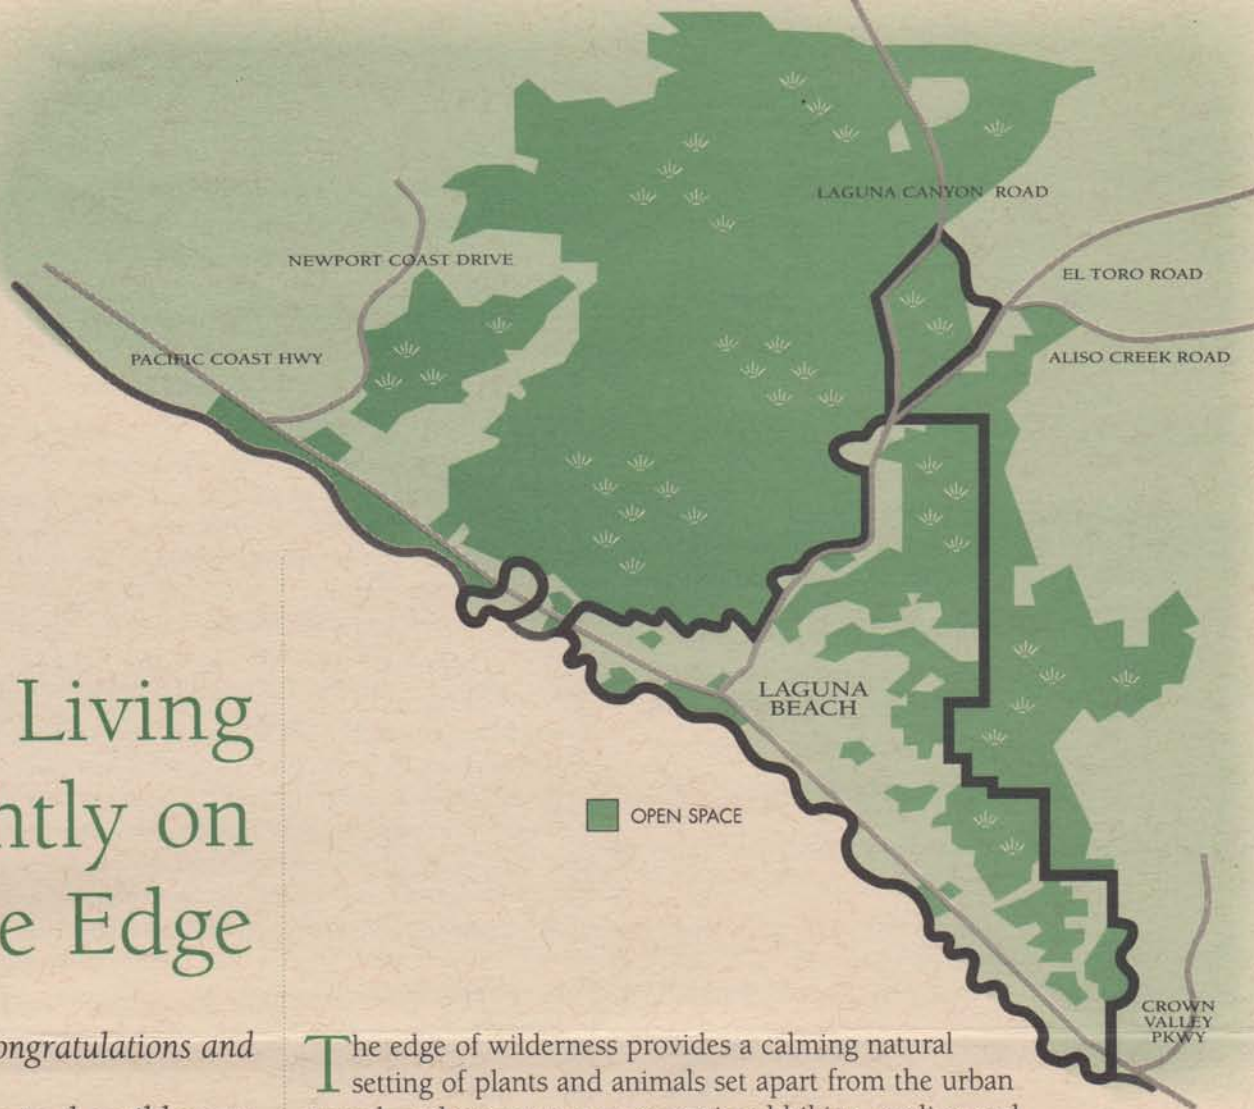 LAGUNA CANYON ROAD
NEWPORT COAST DRIVE
EL TORO ROAD
PACIFIC COAST HWY
ALISO CREEK ROAD
LAGUNA
BEACH
OPEN SPACE
CROWN
VALLEY
PKWY
Living
ntly on
e Edge
ongratulations and
The edge of wilderness provides a calming natural
setting of plants and animals set apart from the urban